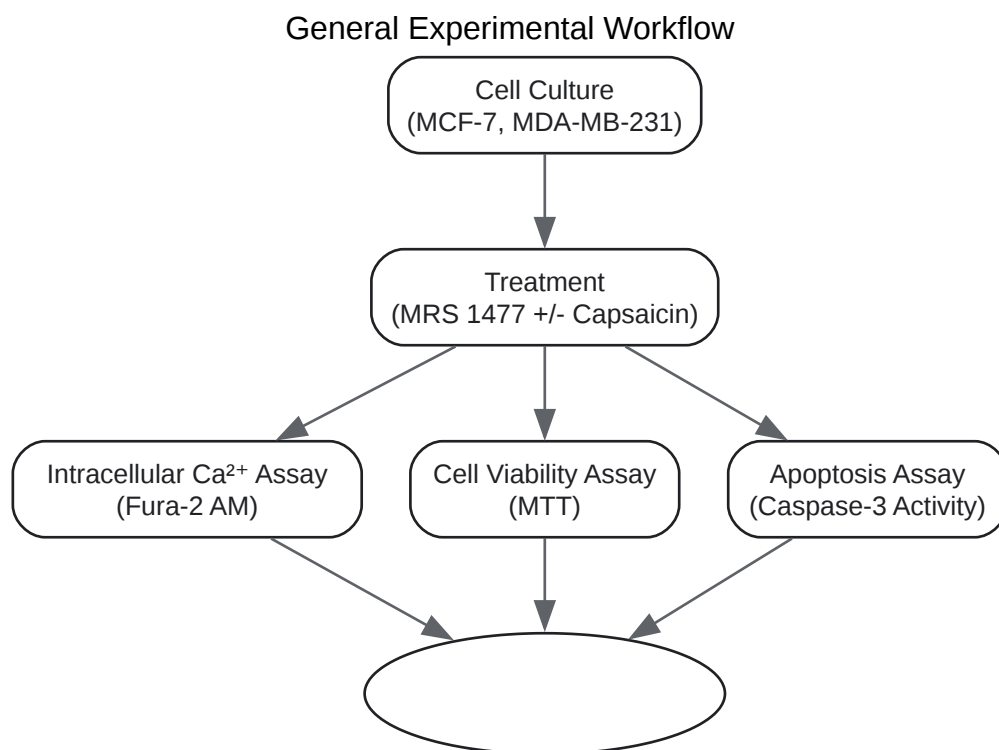 General Experimental Workflow
Cell Culture
(MCF-7, MDA-MB-231)
Treatment
(MRS 1477 +/- Capsaicin)
Intracellular Ca²⁺ Assay
(Fura-2 AM)
Cell Viability Assay
(MTT)
Apoptosis Assay
(Caspase-3 Activity)